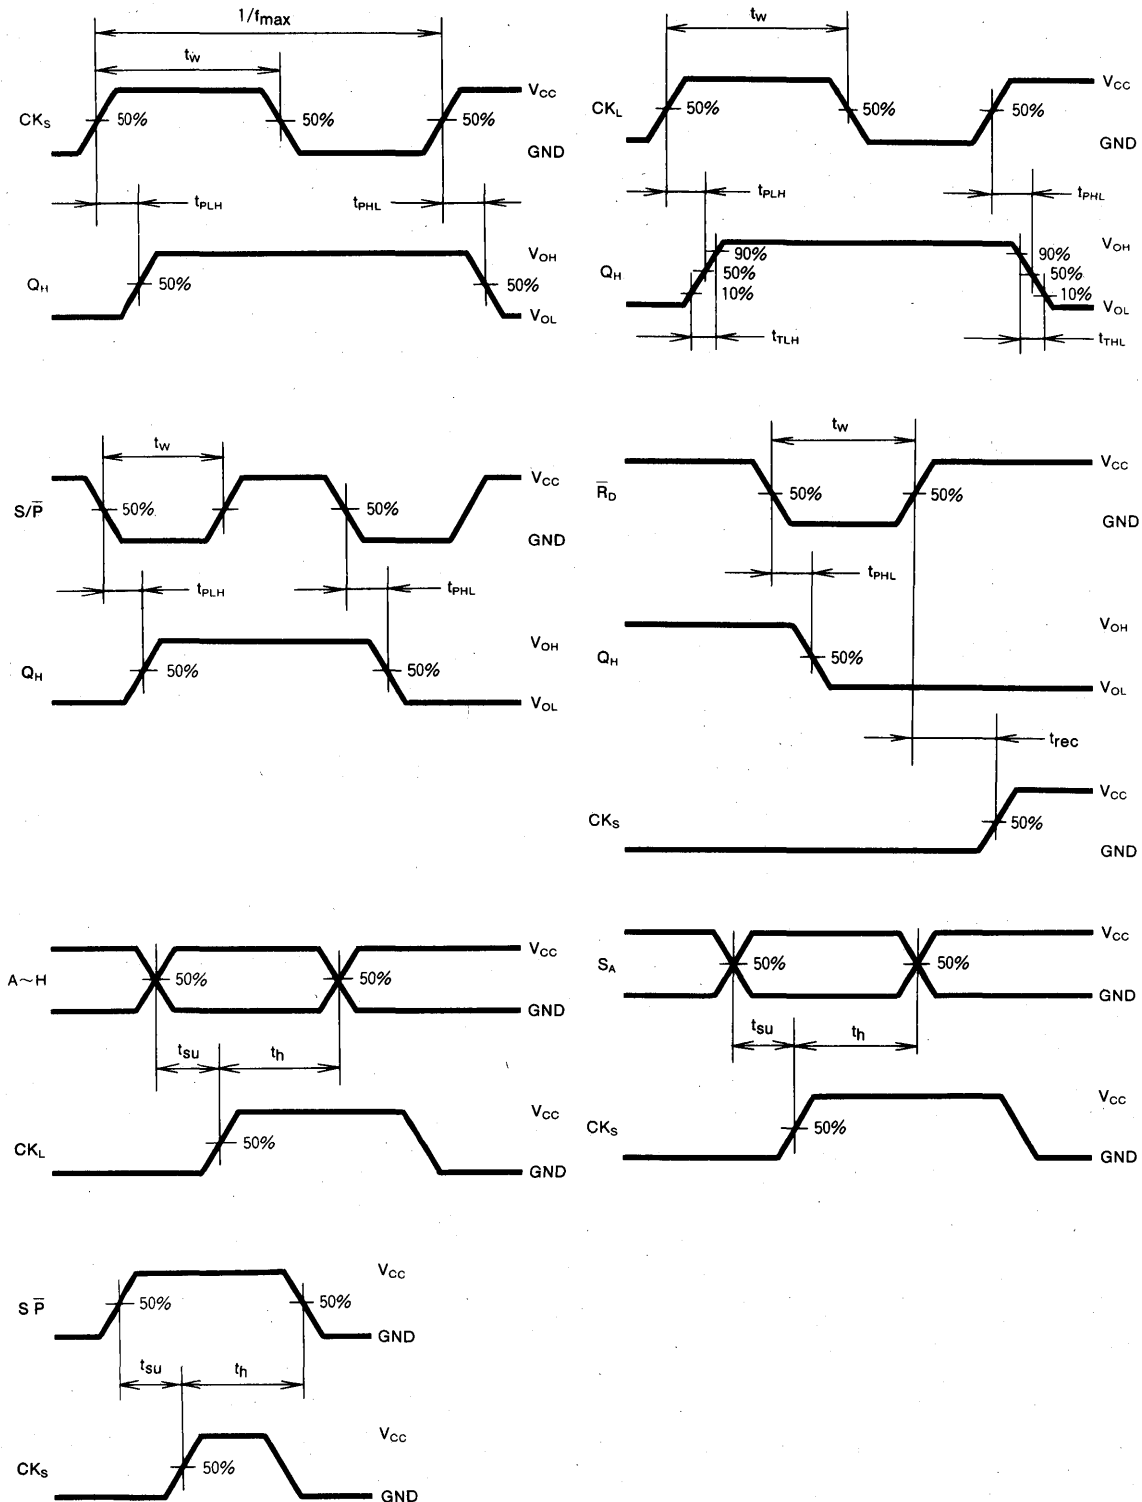 1/fmax
tw
CKS VCC
50% 50% 50%
GND
tPLH tPHL
VOH
QH 50% 50%
VOL
tw
CKL VCC
50% 50% 50%
GND
tPLH tPHL
VOH
90% 90%
QH 50% 50%
10% 10%
VOL
tTLH tTHL
tw
VCC
S/P̅ 50% 50%
GND
tPLH tPHL
VOH
QH 50% 50%
VOL
tw
VCC
R̅D 50% 50%
GND
tPHL
VOH
QH 50%
VOL
trec
VCC
CKS 50%
GND
VCC
A~H 50% 50%
GND
tsu th
VCC
CKL 50%
GND
VCC
SA 50% 50%
GND
tsu th
VCC
CKS 50%
GND
VCC
S P̅ 50% 50%
GND
tsu th
VCC
CKS 50%
GND